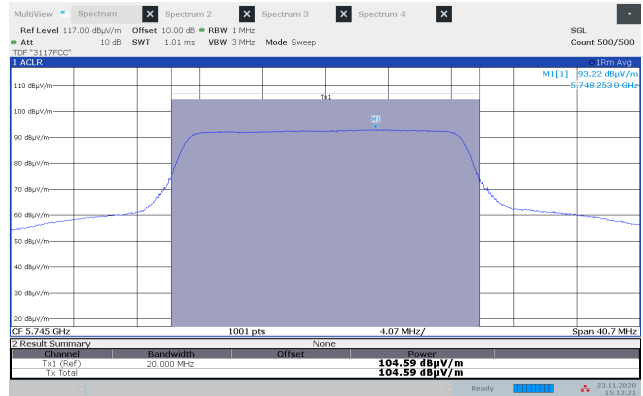 MultiView Spectrum Spectrum 2 Spectrum 3 Spectrum 4
Ref Level 117.00 dBµV/m Offset 10.00 dB RBW 1 MHz SGL
Att 10 dB SWT 1.01 ms VBW 3 MHz Mode Sweep Count 500/500
TDF "3117FCC"
1 ACLR 1Rm Avg
M1[1] 93.22 dBµV/m
5.748 253 0 GHz
110 dBµV/m
Tx1
100 dBµV/m
M1
90 dBµV/m
80 dBµV/m
70 dBµV/m
60 dBµV/m
50 dBµV/m
40 dBµV/m
30 dBµV/m
20 dBµV/m
CF 5.745 GHz 1001 pts 4.07 MHz/ Span 40.7 MHz
2 Result Summary None
Channel Bandwidth Offset Power
Tx1 (Ref) 20.000 MHz 104.59 dBµV/m
Tx Total 104.59 dBµV/m
Ready 23.11.2020
15:12:21